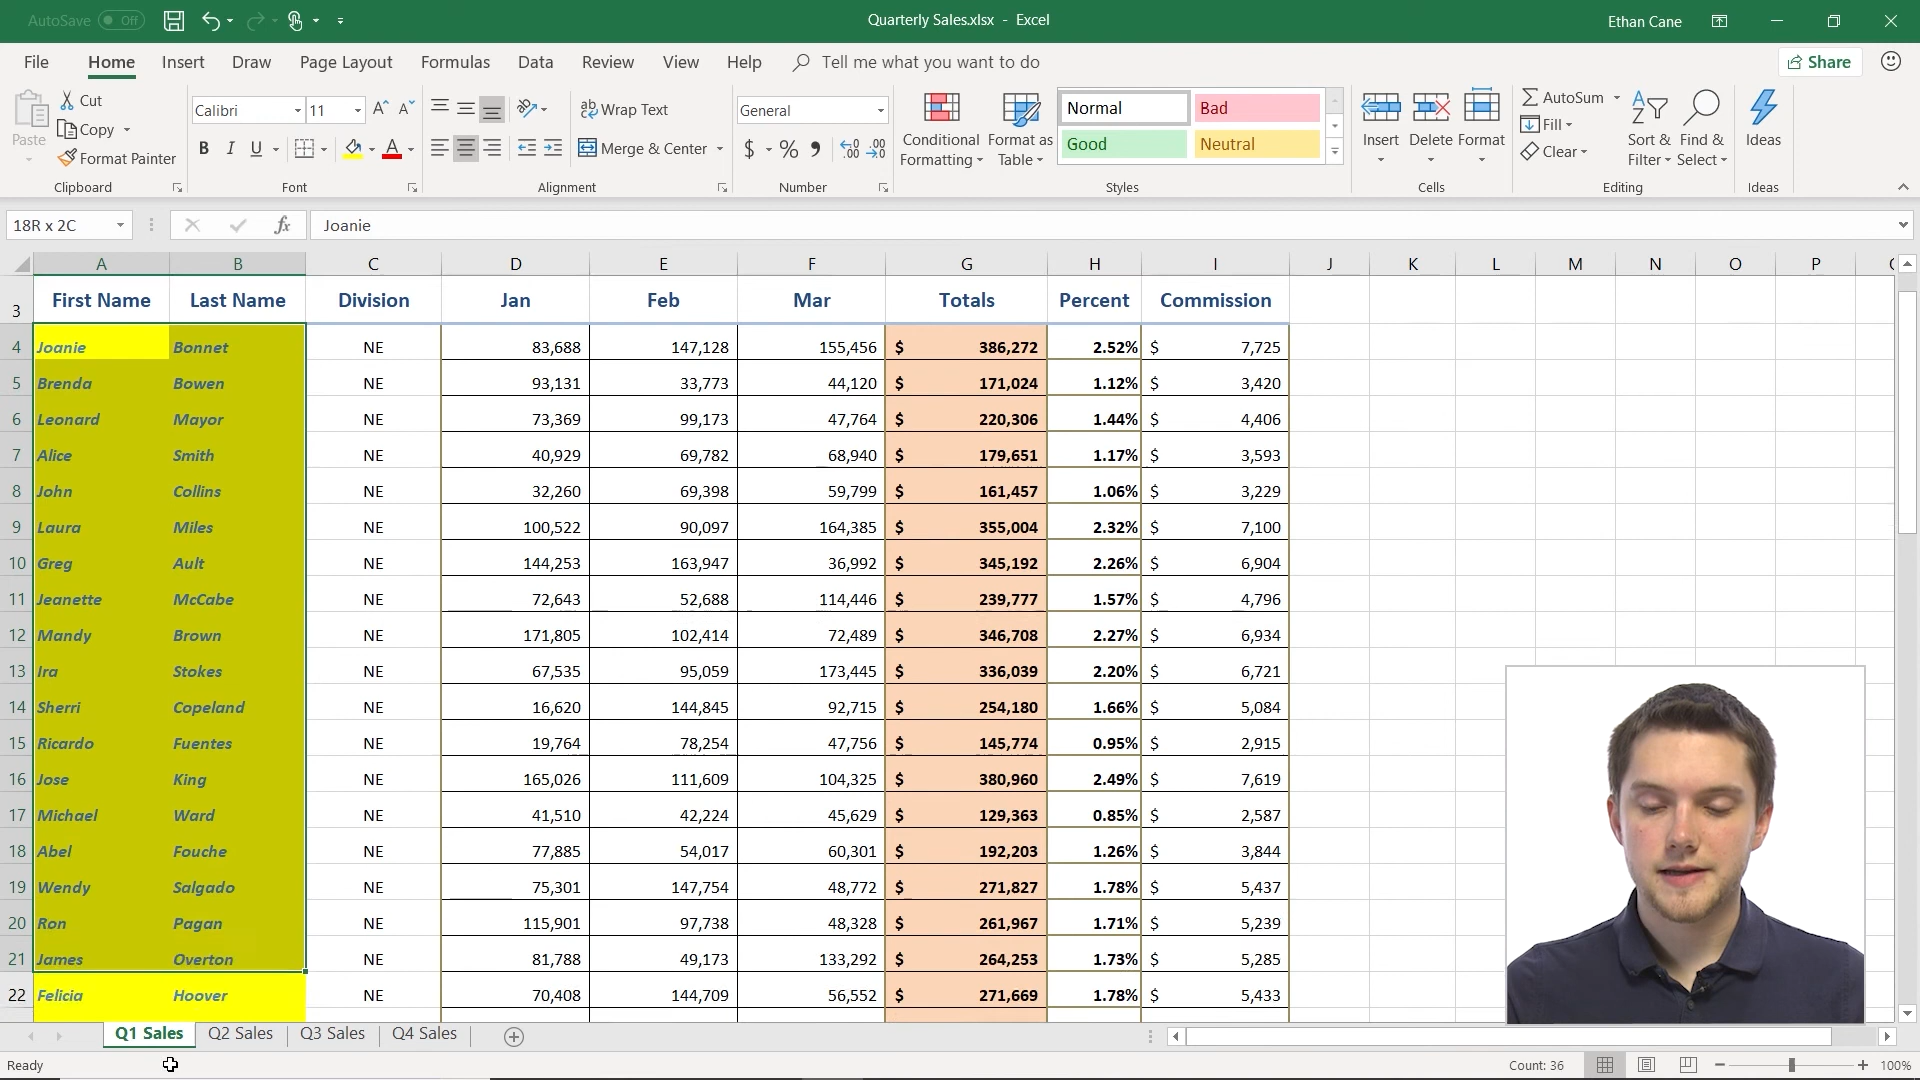 AutoSave Off
Quarterly Sales.xlsx - Excel
Ethan Cane
File Home Insert Draw Page Layout Formulas Data Review View Help Tell me what you want to do Share
Paste
Cut
Copy
Format Painter
Clipboard
Calibri 11
B I U
Font
Wrap Text
Merge & Center
Alignment
General
$ % ,
Number
Conditional Formatting
Format as Table
Normal Bad
Good Neutral
Styles
Insert Delete Format
Cells
AutoSum
Fill
Clear
Sort & Filter
Find & Select
Editing
Ideas
Ideas
18R x 2C fx Joanie
A B C D E F G H I J K L M N O P
3 First Name Last Name Division Jan Feb Mar Totals Percent Commission
4 Joanie Bonnet NE 83,688 147,128 155,456 $ 386,272 2.52% $ 7,725
5 Brenda Bowen NE 93,131 33,773 44,120 $ 171,024 1.12% $ 3,420
6 Leonard Mayor NE 73,369 99,173 47,764 $ 220,306 1.44% $ 4,406
7 Alice Smith NE 40,929 69,782 68,940 $ 179,651 1.17% $ 3,593
8 John Collins NE 32,260 69,398 59,799 $ 161,457 1.06% $ 3,229
9 Laura Miles NE 100,522 90,097 164,385 $ 355,004 2.32% $ 7,100
10 Greg Ault NE 144,253 163,947 36,992 $ 345,192 2.26% $ 6,904
11 Jeanette McCabe NE 72,643 52,688 114,446 $ 239,777 1.57% $ 4,796
12 Mandy Brown NE 171,805 102,414 72,489 $ 346,708 2.27% $ 6,934
13 Ira Stokes NE 67,535 95,059 173,445 $ 336,039 2.20% $ 6,721
14 Sherri Copeland NE 16,620 144,845 92,715 $ 254,180 1.66% $ 5,084
15 Ricardo Fuentes NE 19,764 78,254 47,756 $ 145,774 0.95% $ 2,915
16 Jose King NE 165,026 111,609 104,325 $ 380,960 2.49% $ 7,619
17 Michael Ward NE 41,510 42,224 45,629 $ 129,363 0.85% $ 2,587
18 Abel Fouche NE 77,885 54,017 60,301 $ 192,203 1.26% $ 3,844
19 Wendy Salgado NE 75,301 147,754 48,772 $ 271,827 1.78% $ 5,437
20 Ron Pagan NE 115,901 97,738 48,328 $ 261,967 1.71% $ 5,239
21 James Overton NE 81,788 49,173 133,292 $ 264,253 1.73% $ 5,285
22 Felicia Hoover NE 70,408 144,709 56,552 $ 271,669 1.78% $ 5,433
Q1 Sales Q2 Sales Q3 Sales Q4 Sales
Ready Count: 36 100%